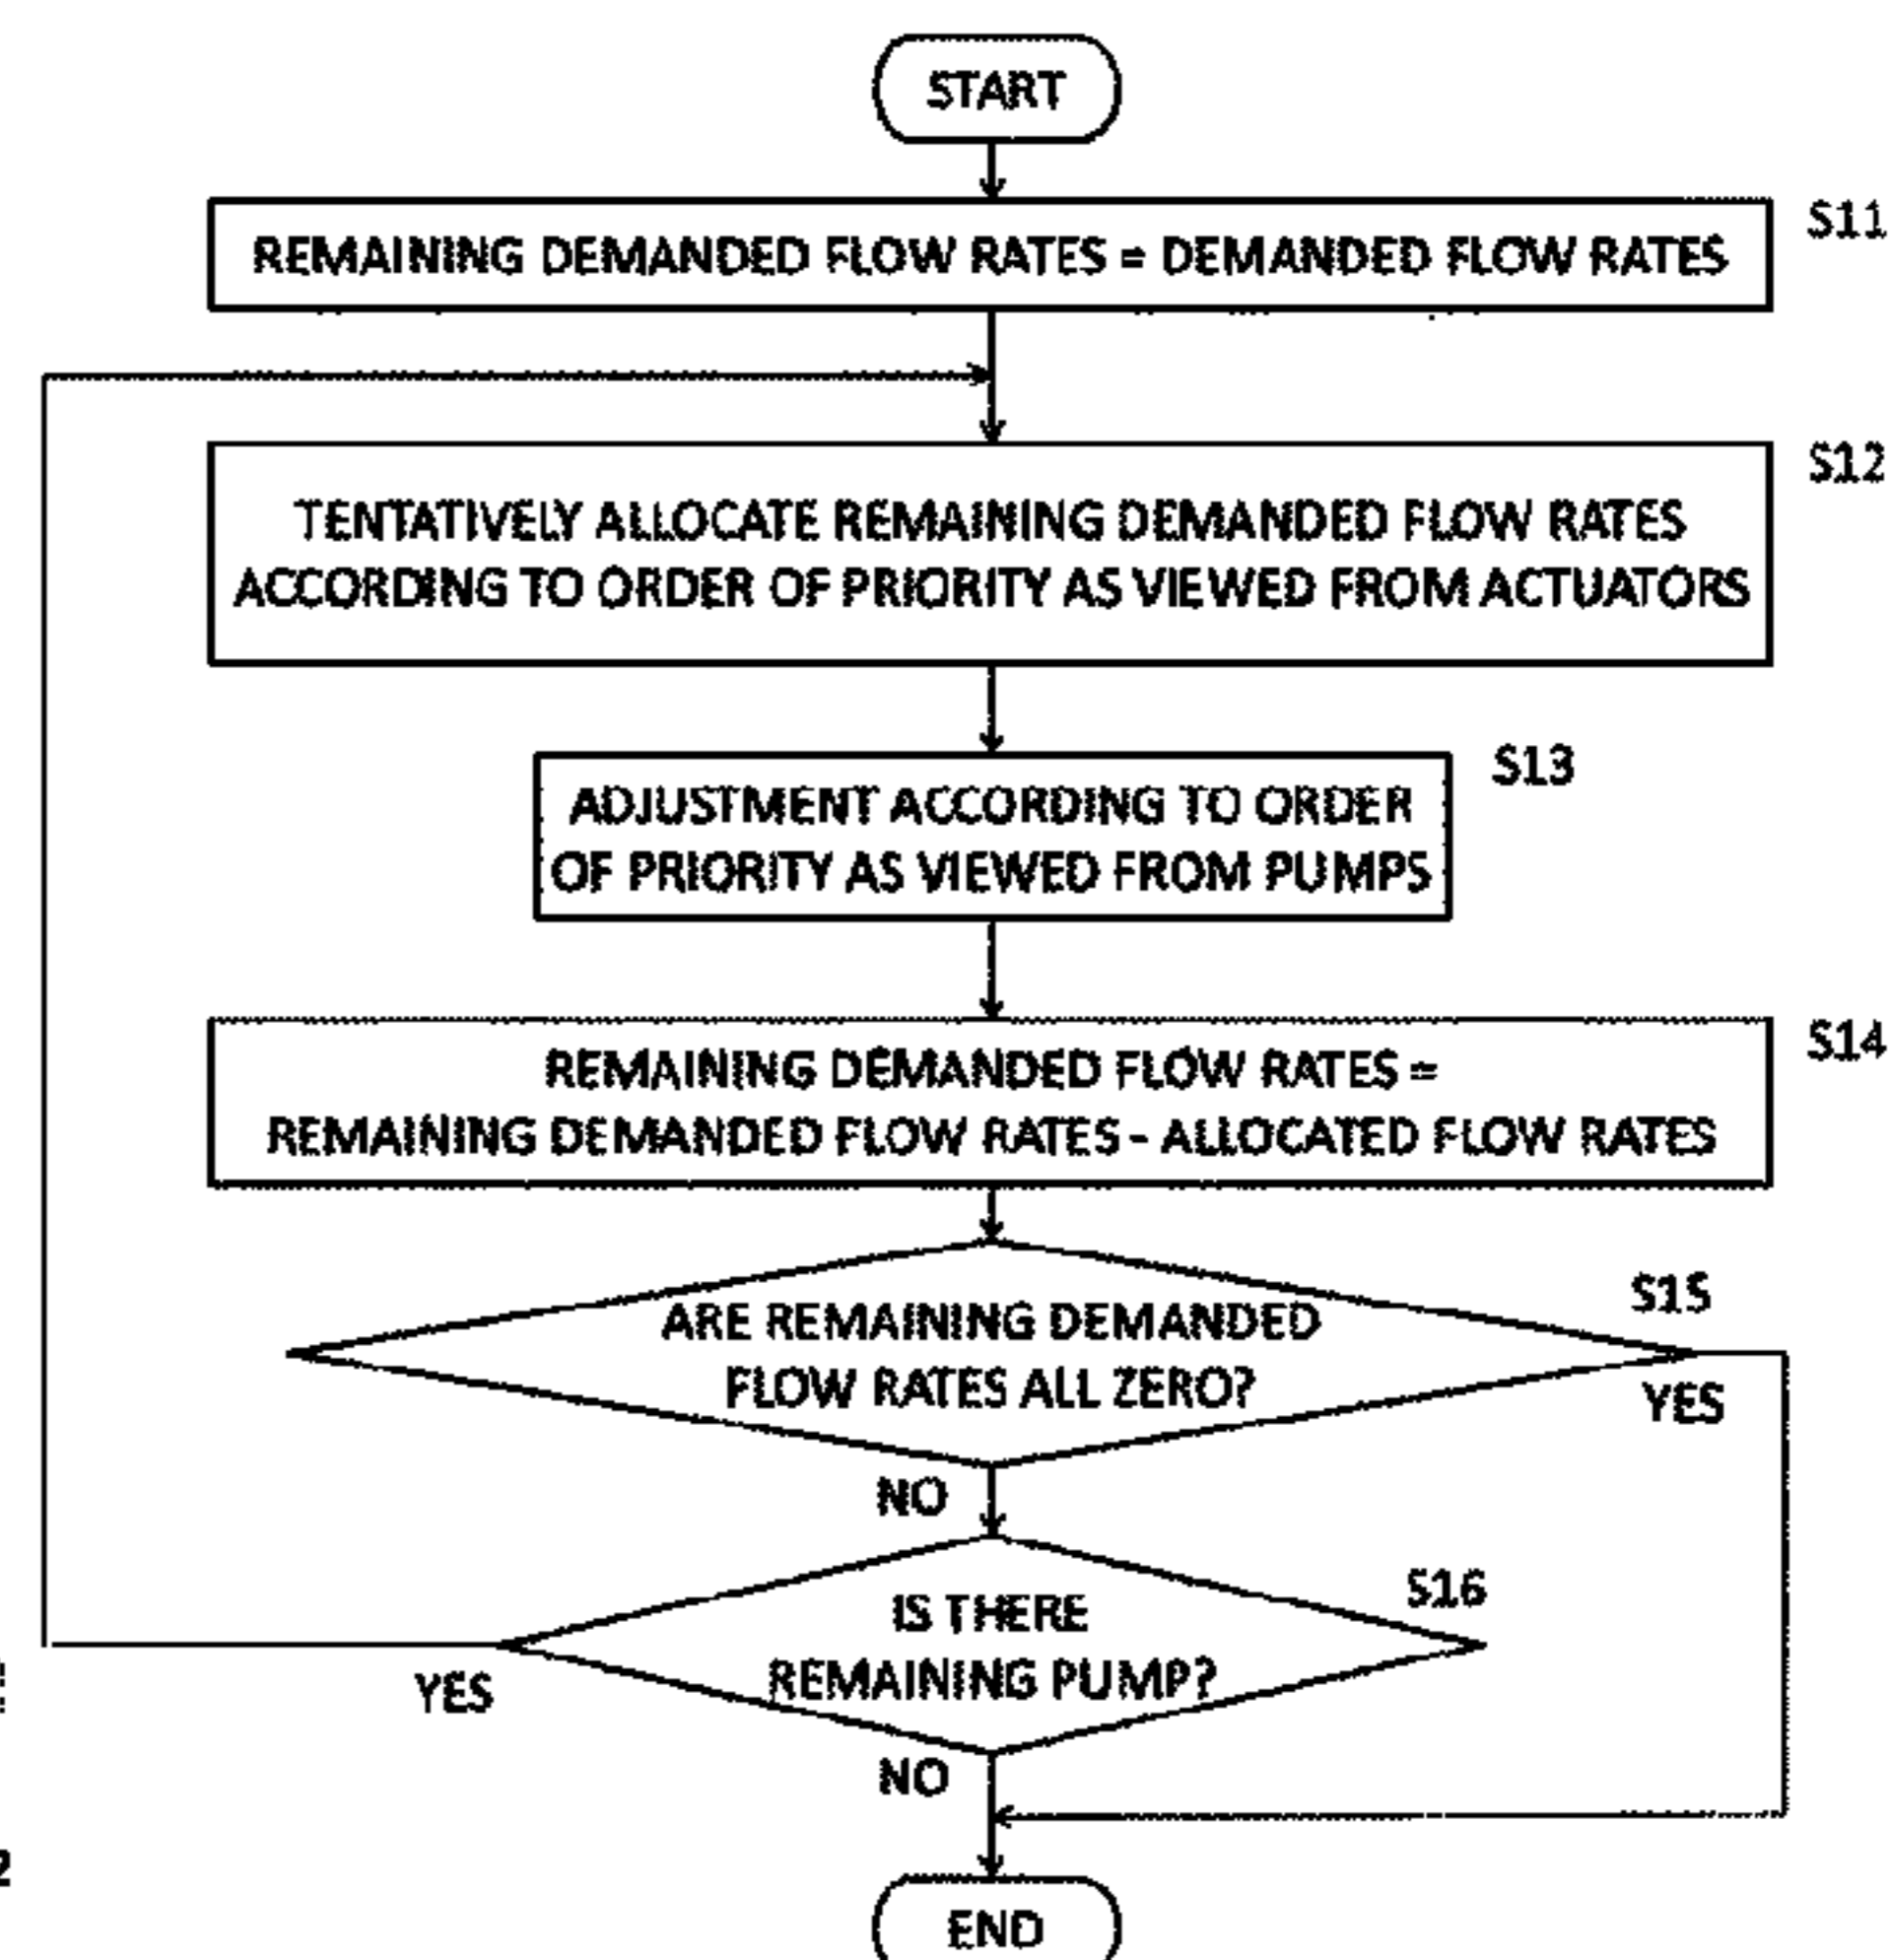 START
REMAINING DEMANDED FLOW RATES = DEMANDED FLOW RATES
S11
TENTATIVELY ALLOCATE REMAINING DEMANDED FLOW RATES
ACCORDING TO ORDER OF PRIORITY AS VIEWED FROM ACTUATORS
S12
ADJUSTMENT ACCORDING TO ORDER
OF PRIORITY AS VIEWED FROM PUMPS
S13
REMAINING DEMANDED FLOW RATES =
REMAINING DEMANDED FLOW RATES - ALLOCATED FLOW RATES
S14
ARE REMAINING DEMANDED
FLOW RATES ALL ZERO?
S15
YES
NO
IS THERE
REMAINING PUMP?
S16
YES
NO
2
END